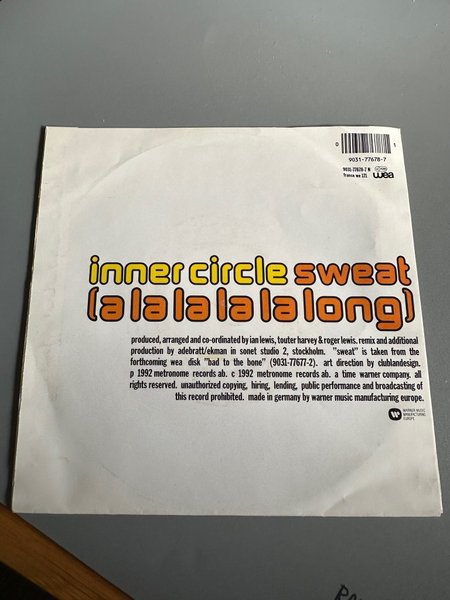 0 1
9031-77678-7
9031-77678-7 N
France we 171
wea
inner circle sweat
(a la la la la long)
produced, arranged and co-ordinated by ian lewis, touter harvey & roger lewis. remix and additional
production by adebratt/ekman in sonet studio 2, stockholm. "sweat" is taken from the
forthcoming wea disk "bad to the bone" (9031-77677-2). art direction by clublandesign.
p 1992 metronome records ab. c 1992 metronome records ab. a time warner company. all
rights reserved. unauthorized copying, hiring, lending, public performance and broadcasting of
this record prohibited. made in germany by warner music manufacturing europe.
WARNER MUSIC
MANUFACTURING
EUROPE